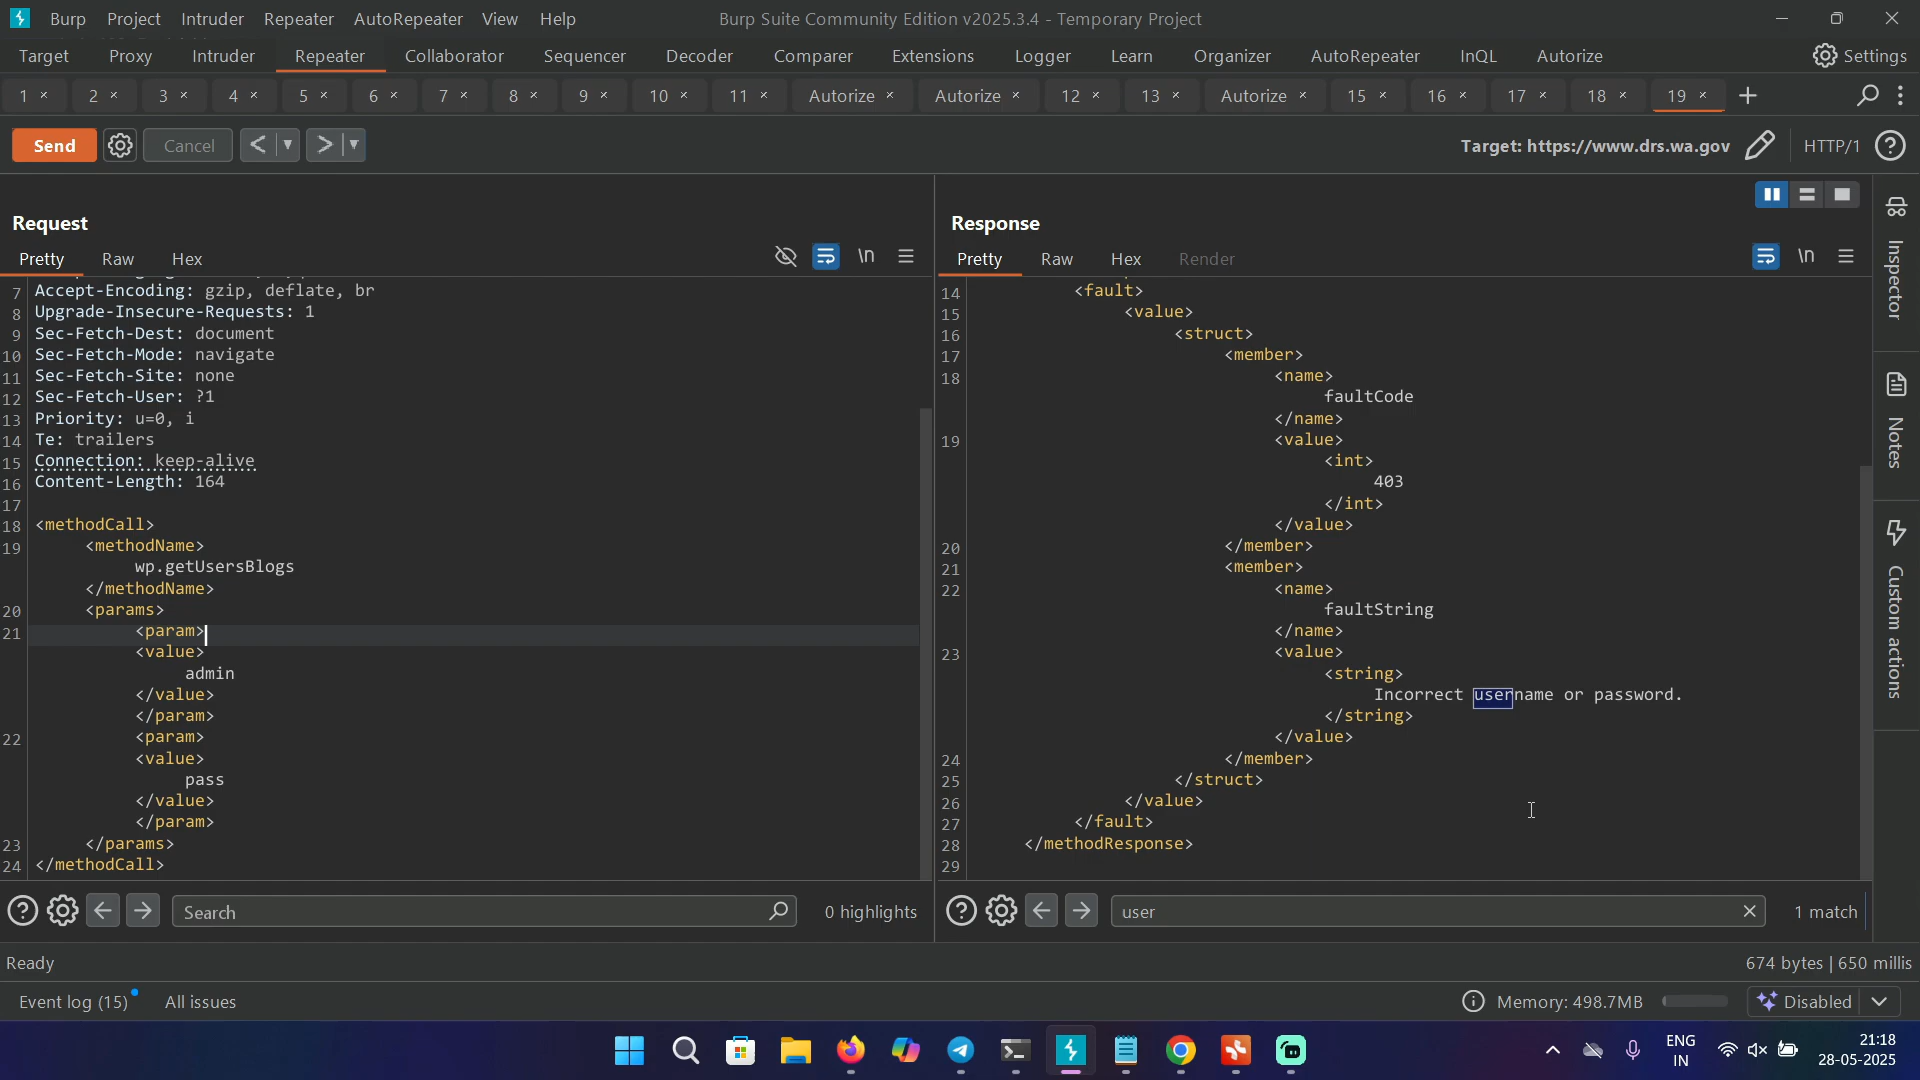 Burp Project Intruder Repeater AutoRepeater View Help Burp Suite Community Edition v2025.3.4 - Temporary Project
Target Proxy Intruder Repeater Collaborator Sequencer Decoder Comparer Extensions Logger Learn Organizer AutoRepeater InQL Autorize Settings
1 × 2 × 3 × 4 × 5 × 6 × 7 × 8 × 9 × 10 × 11 × Autorize × Autorize × 12 × 13 × Autorize × 15 × 16 × 17 × 18 × 19 × +
Send Cancel < > Target: https://www.drs.wa.gov HTTP/1 ?
Request
Pretty Raw Hex \n
7 Accept-Encoding: gzip, deflate, br
8 Upgrade-Insecure-Requests: 1
9 Sec-Fetch-Dest: document
10 Sec-Fetch-Mode: navigate
11 Sec-Fetch-Site: none
12 Sec-Fetch-User: ?1
13 Priority: u=0, i
14 Te: trailers
15 Connection: keep-alive
16 Content-Length: 164
17
18 <methodCall>
19 <methodName>
wp.getUsersBlogs
</methodName>
20 <params>
21 <param>
<value>
admin
</value>
</param>
22 <param>
<value>
pass
</value>
</param>
23 </params>
24 </methodCall>
Search 0 highlights
Response
Pretty Raw Hex Render \n
14 <fault>
15 <value>
16 <struct>
17 <member>
18 <name>
faultCode
</name>
19 <value>
<int>
403
</int>
</value>
20 </member>
21 <member>
22 <name>
faultString
</name>
23 <value>
<string>
Incorrect username or password.
</string>
</value>
24 </member>
25 </struct>
26 </value>
27 </fault>
28 </methodResponse>
29
user 1 match
Inspector
Notes
Custom actions
Ready 674 bytes | 650 millis
Event log (15) All issues Memory: 498.7MB Disabled
ENG
IN
21:18
28-05-2025